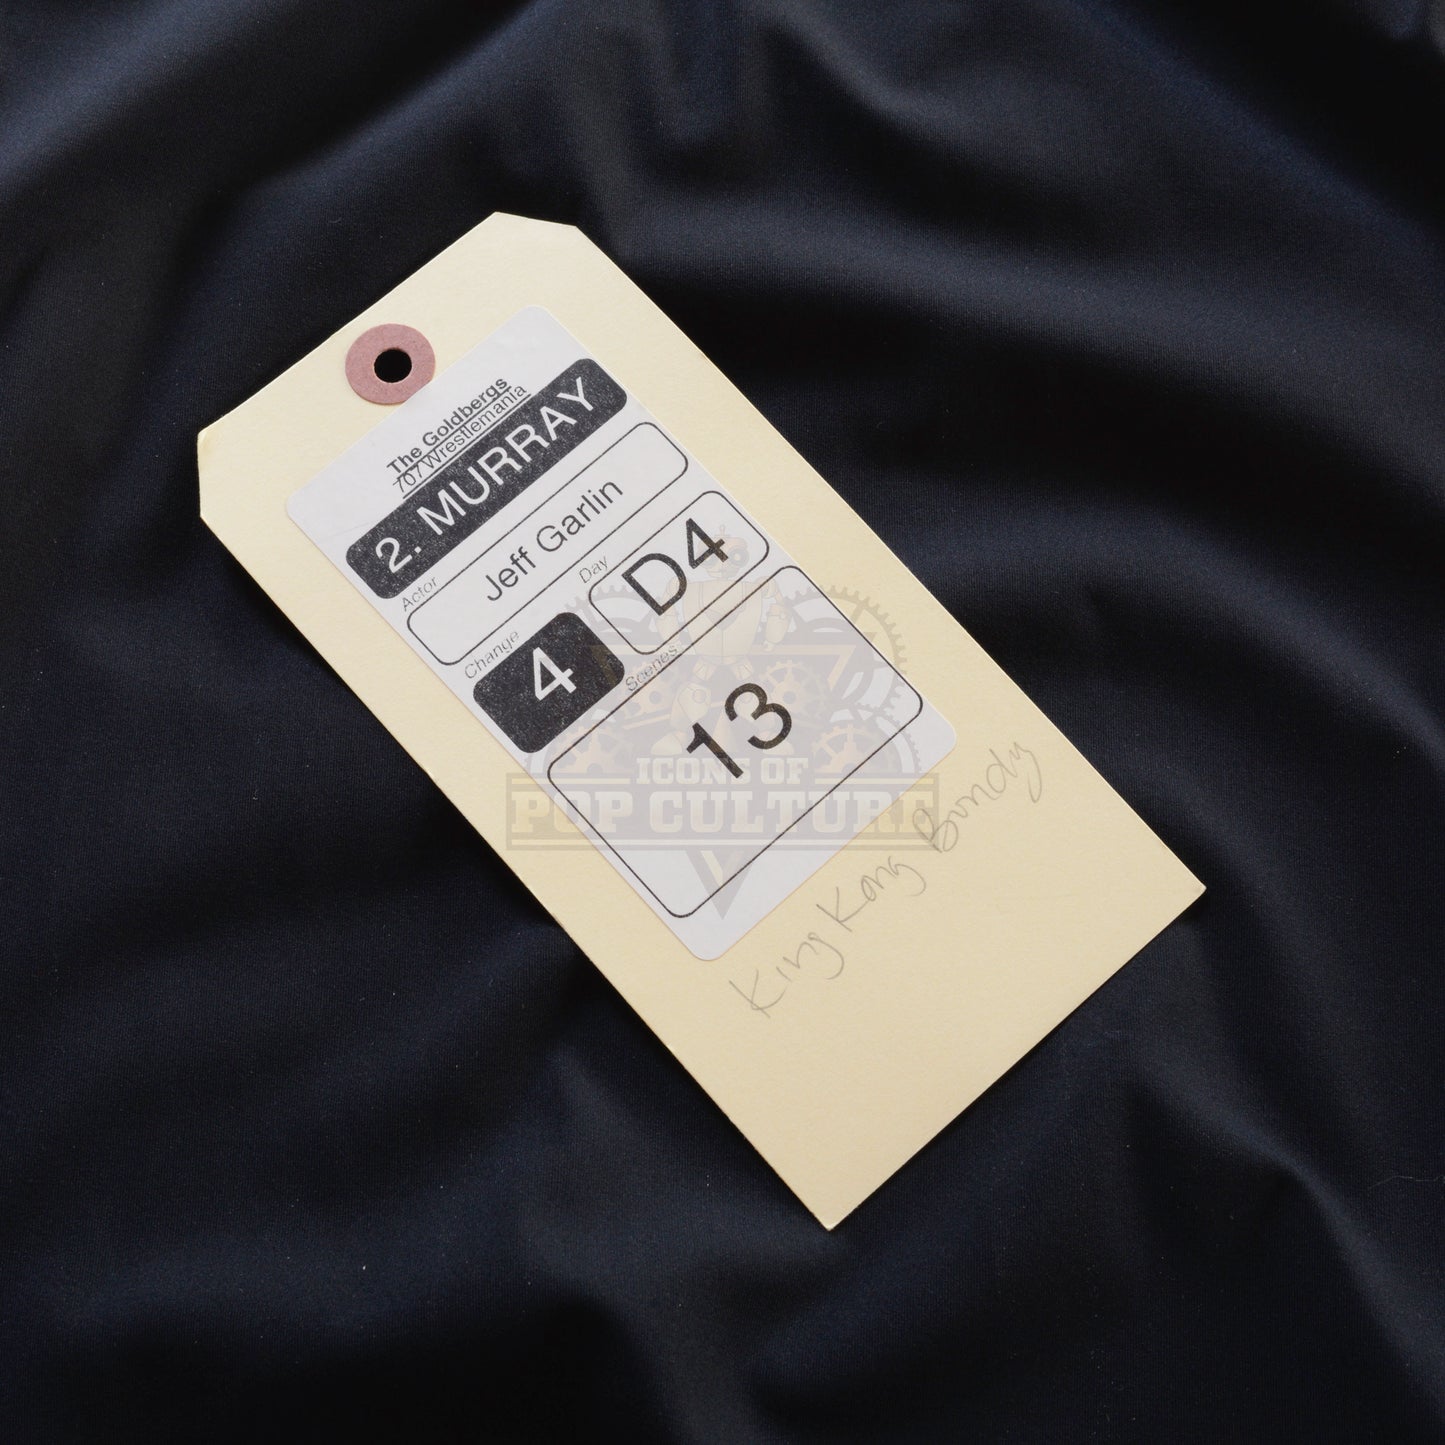 The Goldbergs
707 Wrestlemania
2. MURRAY
Actor
Jeff Garlin
Change
4
Day
D4
Scenes
13
King Kong Bundy
ICONS OF
POP CULTURE